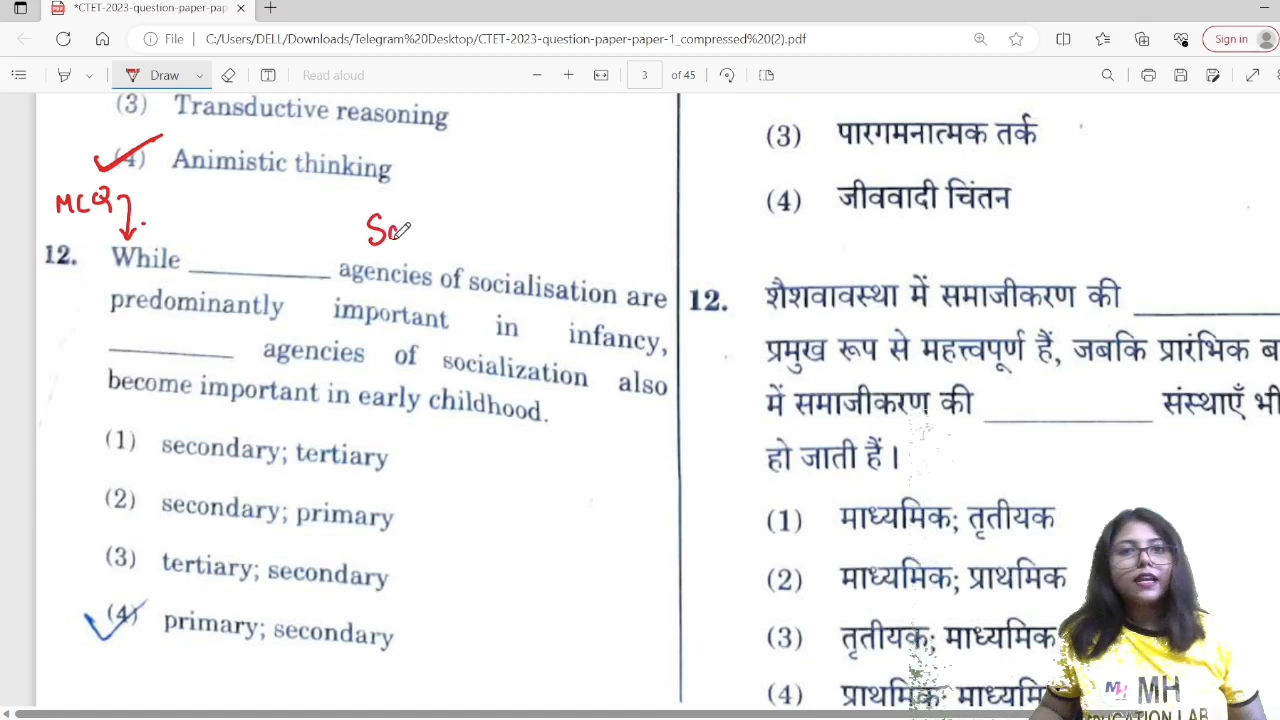 *CTET-2023-question-paper-pap
File C:/Users/DELL/Downloads/Telegram%20Desktop/CTET-2023-question-paper-paper-1_compressed%20(2).pdf
Sign in
Draw
Read aloud
3 of 45
(3) Transductive reasoning
(4) Animistic thinking
MCQ
So
12. While __________ agencies of socialisation are
predominantly important in infancy,
__________ agencies of socialization also
become important in early childhood.
(1) secondary; tertiary
(2) secondary; primary
(3) tertiary; secondary
(4) primary; secondary
(3) पारगमनात्मक तर्क
(4) जीववादी चिंतन
12. शैशवावस्था में समाजीकरण की __________
प्रमुख रूप से महत्त्वपूर्ण हैं, जबकि प्रारंभिक ब
में समाजीकरण की __________ संस्थाएँ भी
हो जाती हैं।
(1) माध्यमिक; तृतीयक
(2) माध्यमिक; प्राथमिक
(3) तृतीयक; माध्यमिक
(4) प्राथमिक; माध्यमि
MH
MH
EDUCATION LAB